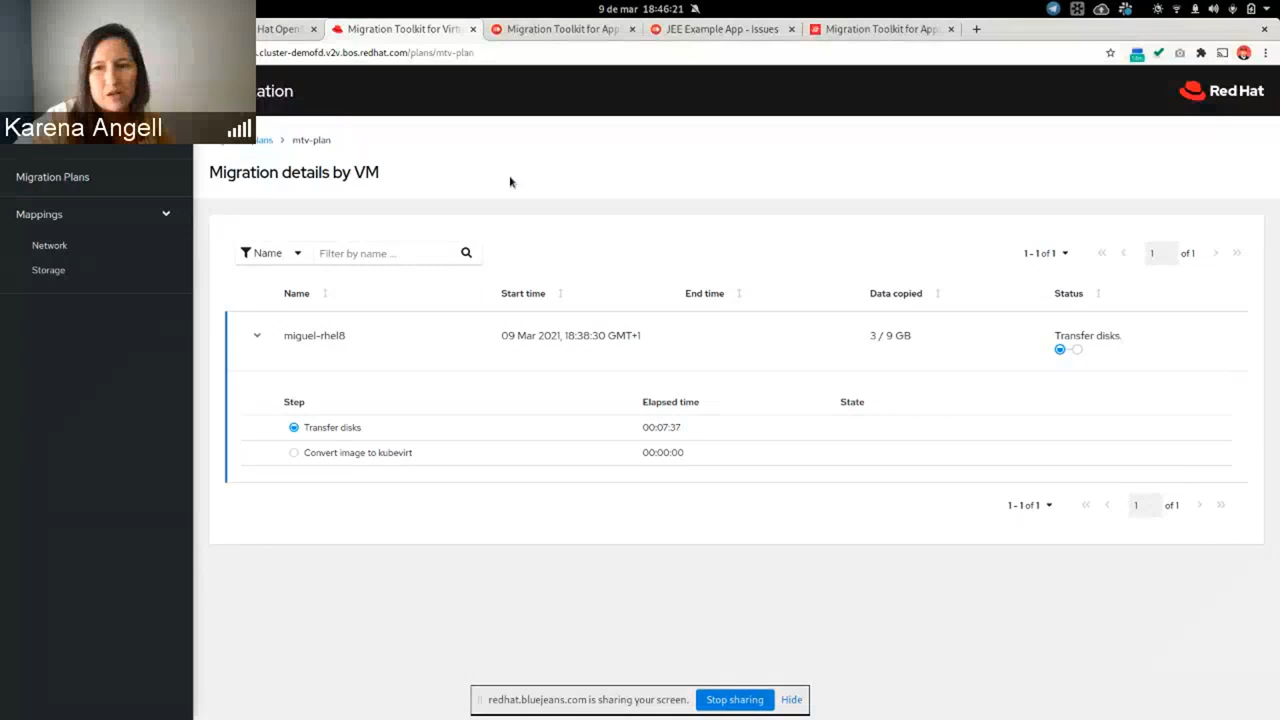 9 de mar 18:46:21
Hat Open
Migration Toolkit for Virtu
Migration Toolkit for App
JEE Example App - Issues
Migration Toolkit for App
.cluster-demofd.v2v.bos.redhat.com/plans/mtv-plan
ation
Red Hat
Karena Angell
lans > mtv-plan
Migration details by VM
Migration Plans
Mappings
Network
Storage
Name
Filter by name ...
1 - 1 of 1
1
of 1
Name
Start time
End time
Data copied
Status
miguel-rhel8
09 Mar 2021, 18:38:30 GMT+1
3 / 9 GB
Transfer disks.
Step
Elapsed time
State
Transfer disks
00:07:37
Convert image to kubevirt
00:00:00
1 - 1 of 1
1
of 1
redhat.bluejeans.com is sharing your screen.
Stop sharing
Hide